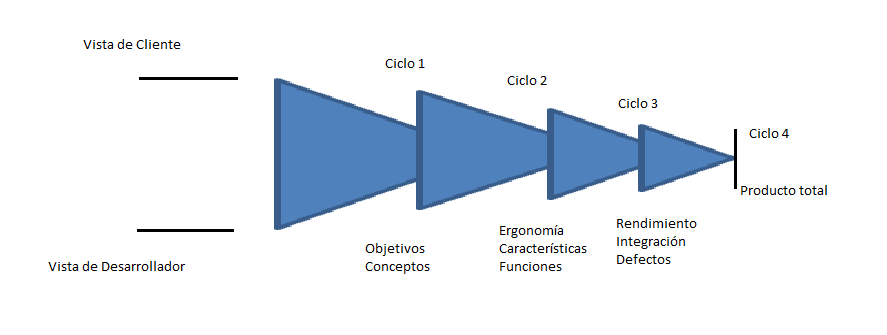 Vista de Cliente
Ciclo 1
Ciclo 2
Ciclo 3
Ciclo 4
Producto total
Vista de Desarrollador
Objetivos
Conceptos
Ergonomía
Características
Funciones
Rendimiento
Integración
Defectos